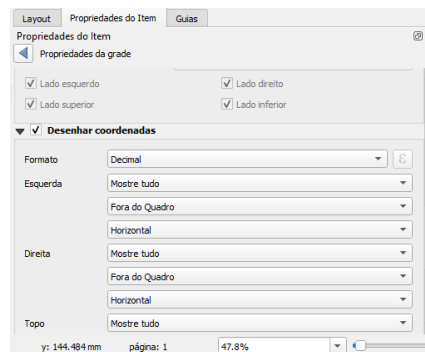 Layout Propriedades do Item Guias
Propriedades do Item
Propriedades da grade
Lado esquerdo Lado direito
Lado superior Lado inferior
Desenhar coordenadas
Formato Decimal ε
Esquerda Mostre tudo
Fora do Quadro
Horizontal
Direita Mostre tudo
Fora do Quadro
Horizontal
Topo Mostre tudo
y: 144.484 mm página: 1 47.8%